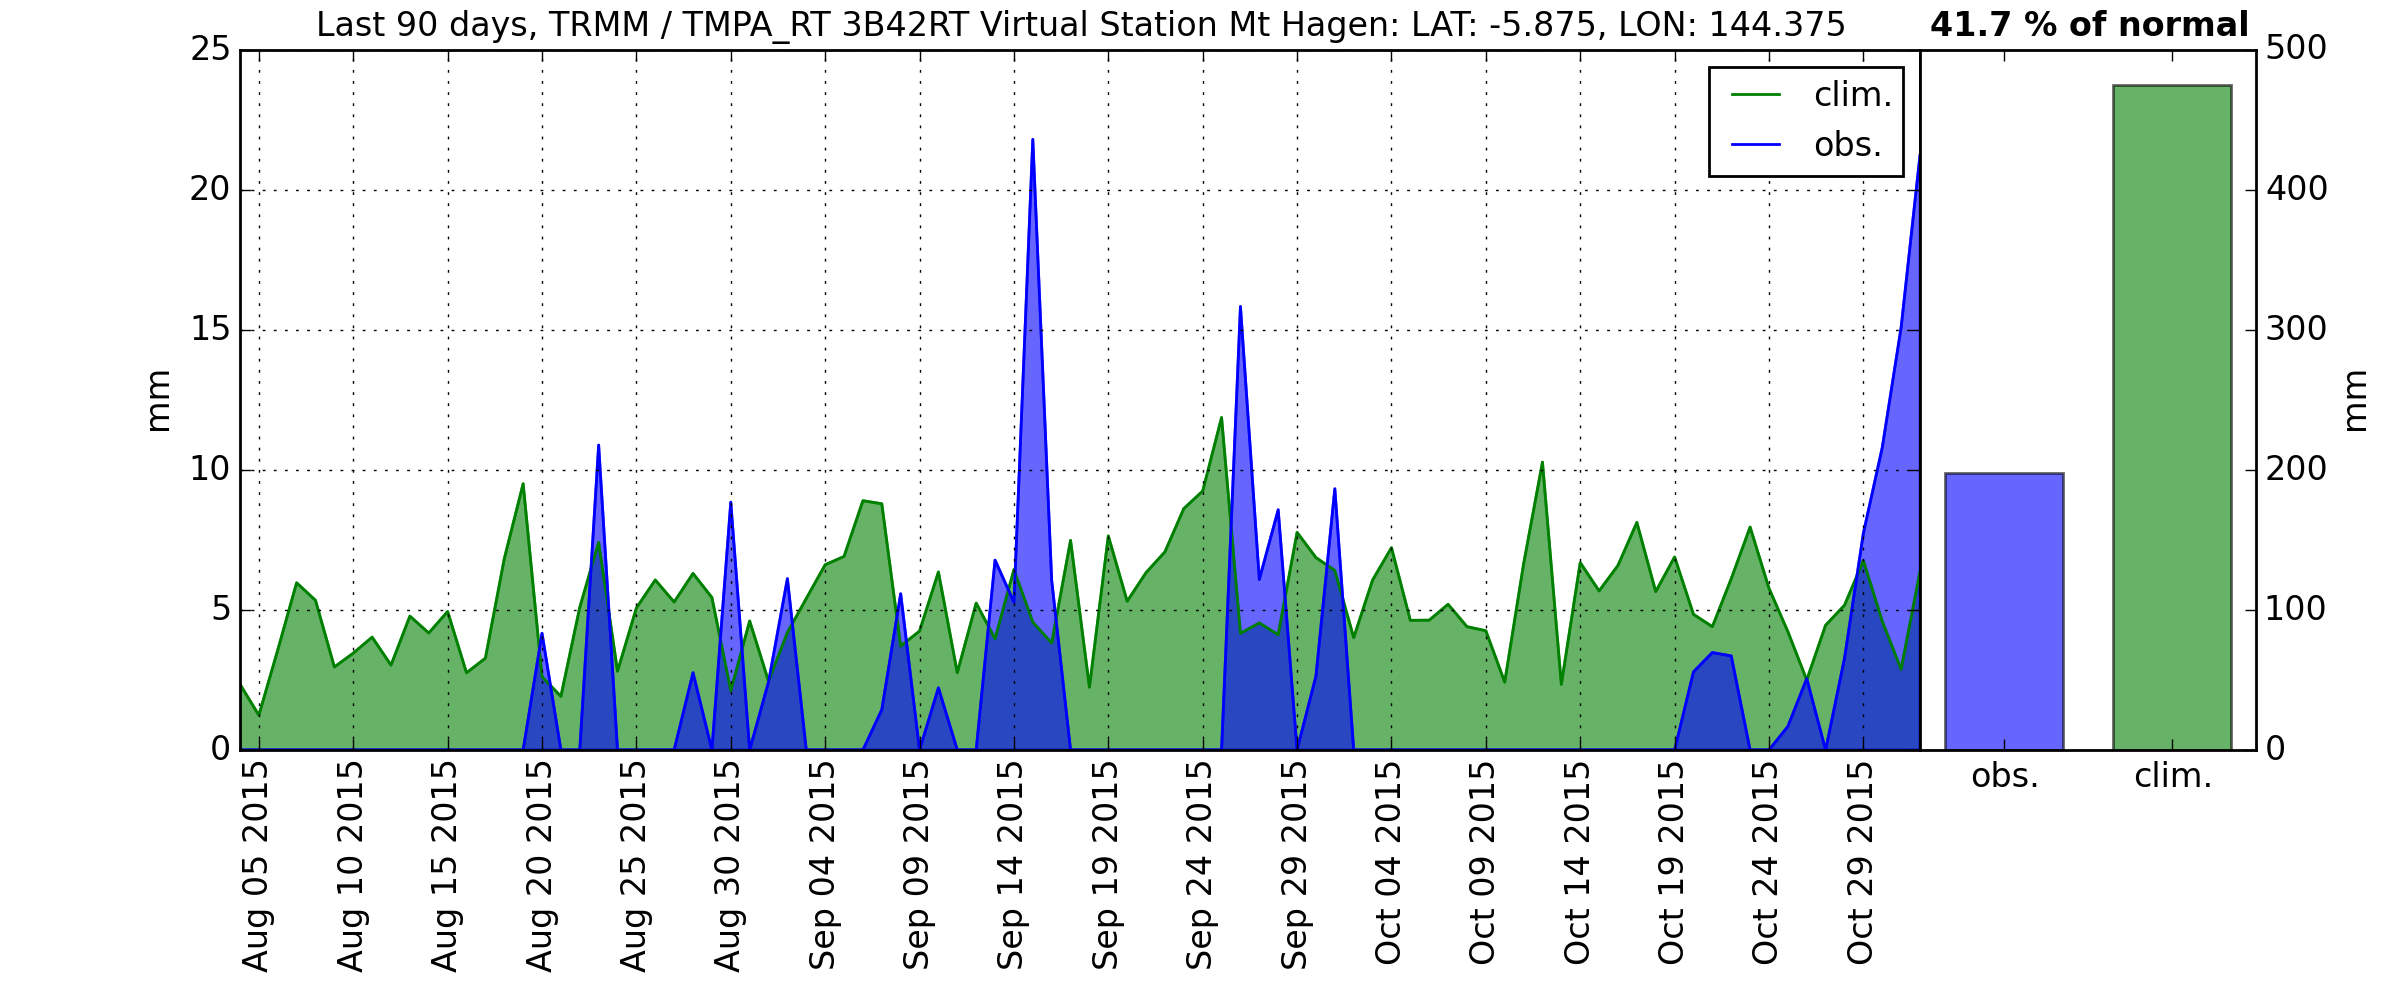 Last 90 days, TRMM / TMPA_RT 3B42RT Virtual Station Mt Hagen: LAT: -5.875, LON: 144.375
41.7 % of normal
25
20
15
10
5
0
mm
clim.
obs.
500
400
300
200
100
0
mm
Aug 05 2015
Aug 10 2015
Aug 15 2015
Aug 20 2015
Aug 25 2015
Aug 30 2015
Sep 04 2015
Sep 09 2015
Sep 14 2015
Sep 19 2015
Sep 24 2015
Sep 29 2015
Oct 04 2015
Oct 09 2015
Oct 14 2015
Oct 19 2015
Oct 24 2015
Oct 29 2015
obs.
clim.